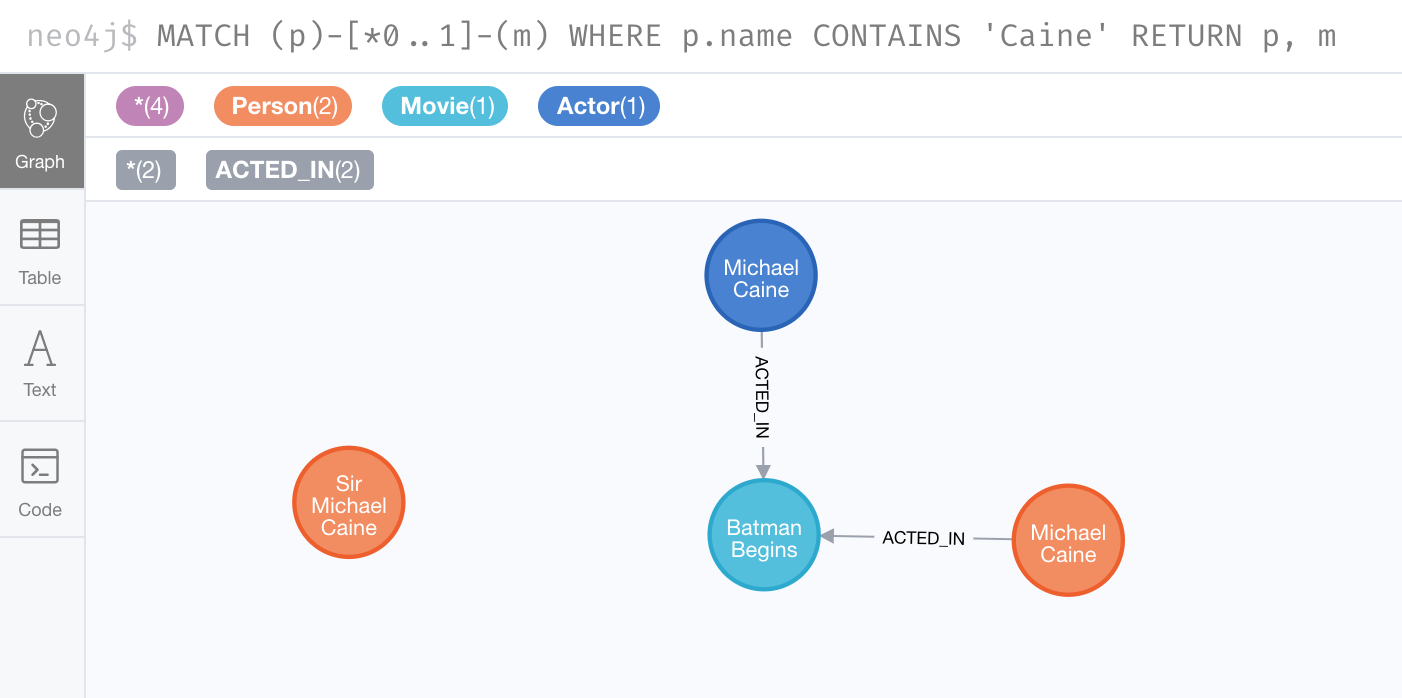 neo4j$ MATCH (p)-[*0..1]-(m) WHERE p.name CONTAINS 'Caine' RETURN p, m
*(4) Person(2) Movie(1) Actor(1)
*(2) ACTED_IN(2)
Graph
Table
Text
Code
Michael
Caine
ACTED_IN
Sir
Michael
Caine
Batman
Begins
ACTED_IN
Michael
Caine